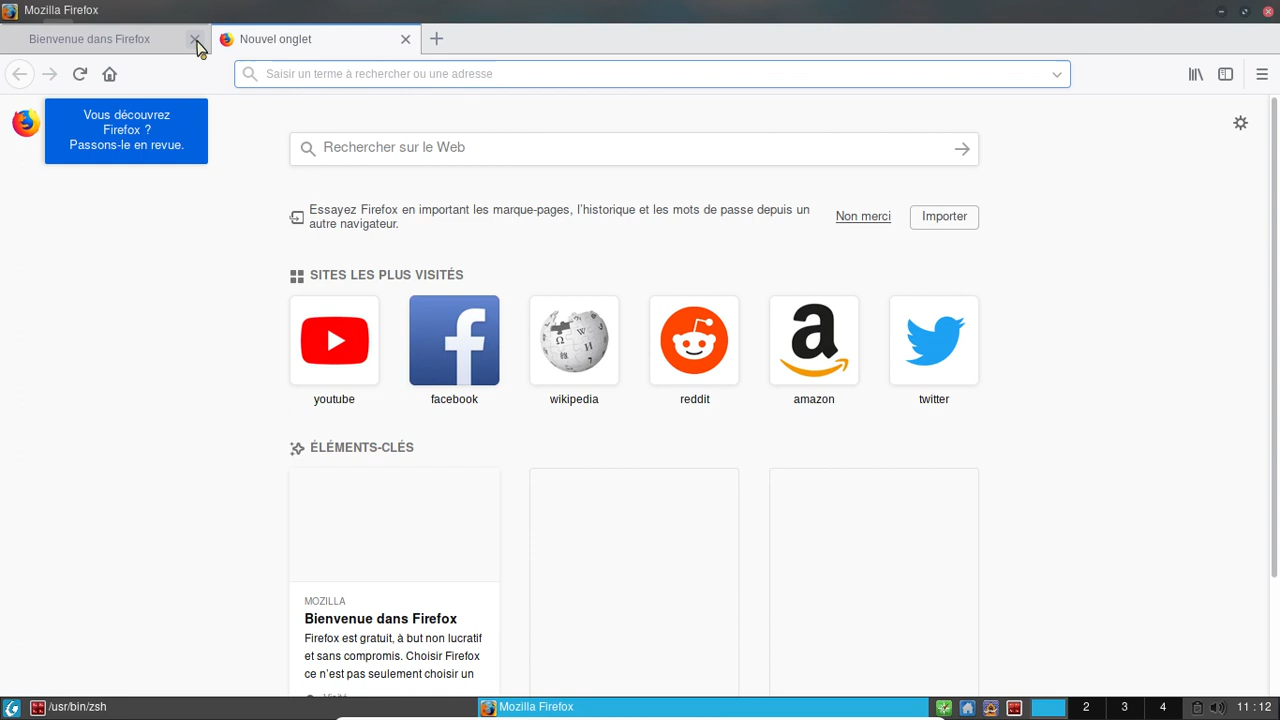 Mozilla Firefox
Bienvenue dans Firefox
Nouvel onglet
Saisir un terme à rechercher ou une adresse
Vous découvrez
Firefox ?
Passons-le en revue.
Rechercher sur le Web
Essayez Firefox en important les marque-pages, l'historique et les mots de passe depuis un
autre navigateur.
Non merci
Importer
SITES LES PLUS VISITÉS
youtube
facebook
wikipedia
reddit
amazon
twitter
ÉLÉMENTS-CLÉS
MOZILLA
Bienvenue dans Firefox
Firefox est gratuit, à but non lucratif
et sans compromis. Choisir Firefox
ce n'est pas seulement choisir un
/usr/bin/zsh
Mozilla Firefox
2
3
4
11:12